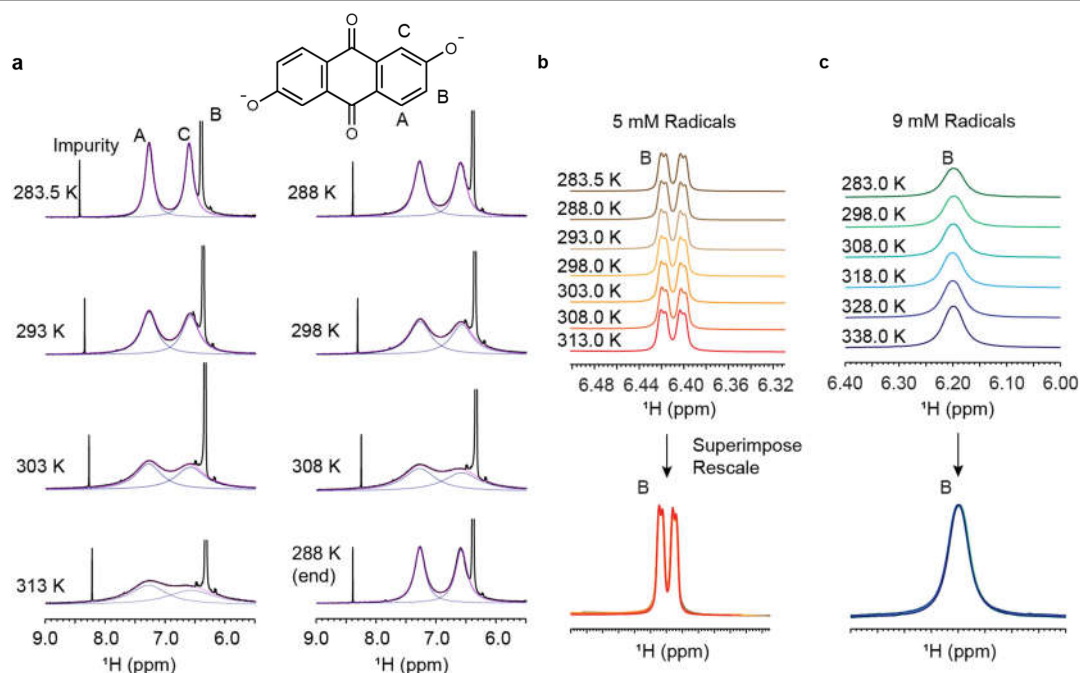 a
O
C
O⁻
⁻O
B
A
O
Impurity
A
C
B
283.5 K
288 K
293 K
298 K
303 K
308 K
313 K
288 K
(end)
9.0 8.0 7.0 6.0
¹H (ppm)
9.0 8.0 7.0 6.0
¹H (ppm)
b
5 mM Radicals
B
283.5 K
288.0 K
293.0 K
298.0 K
303.0 K
308.0 K
313.0 K
6.48 6.44 6.40 6.36 6.32
¹H (ppm)
Superimpose
Rescale
B
¹H (ppm)
c
9 mM Radicals
B
283.0 K
298.0 K
308.0 K
318.0 K
328.0 K
338.0 K
6.40 6.30 6.20 6.10 6.00
¹H (ppm)
B
¹H (ppm)